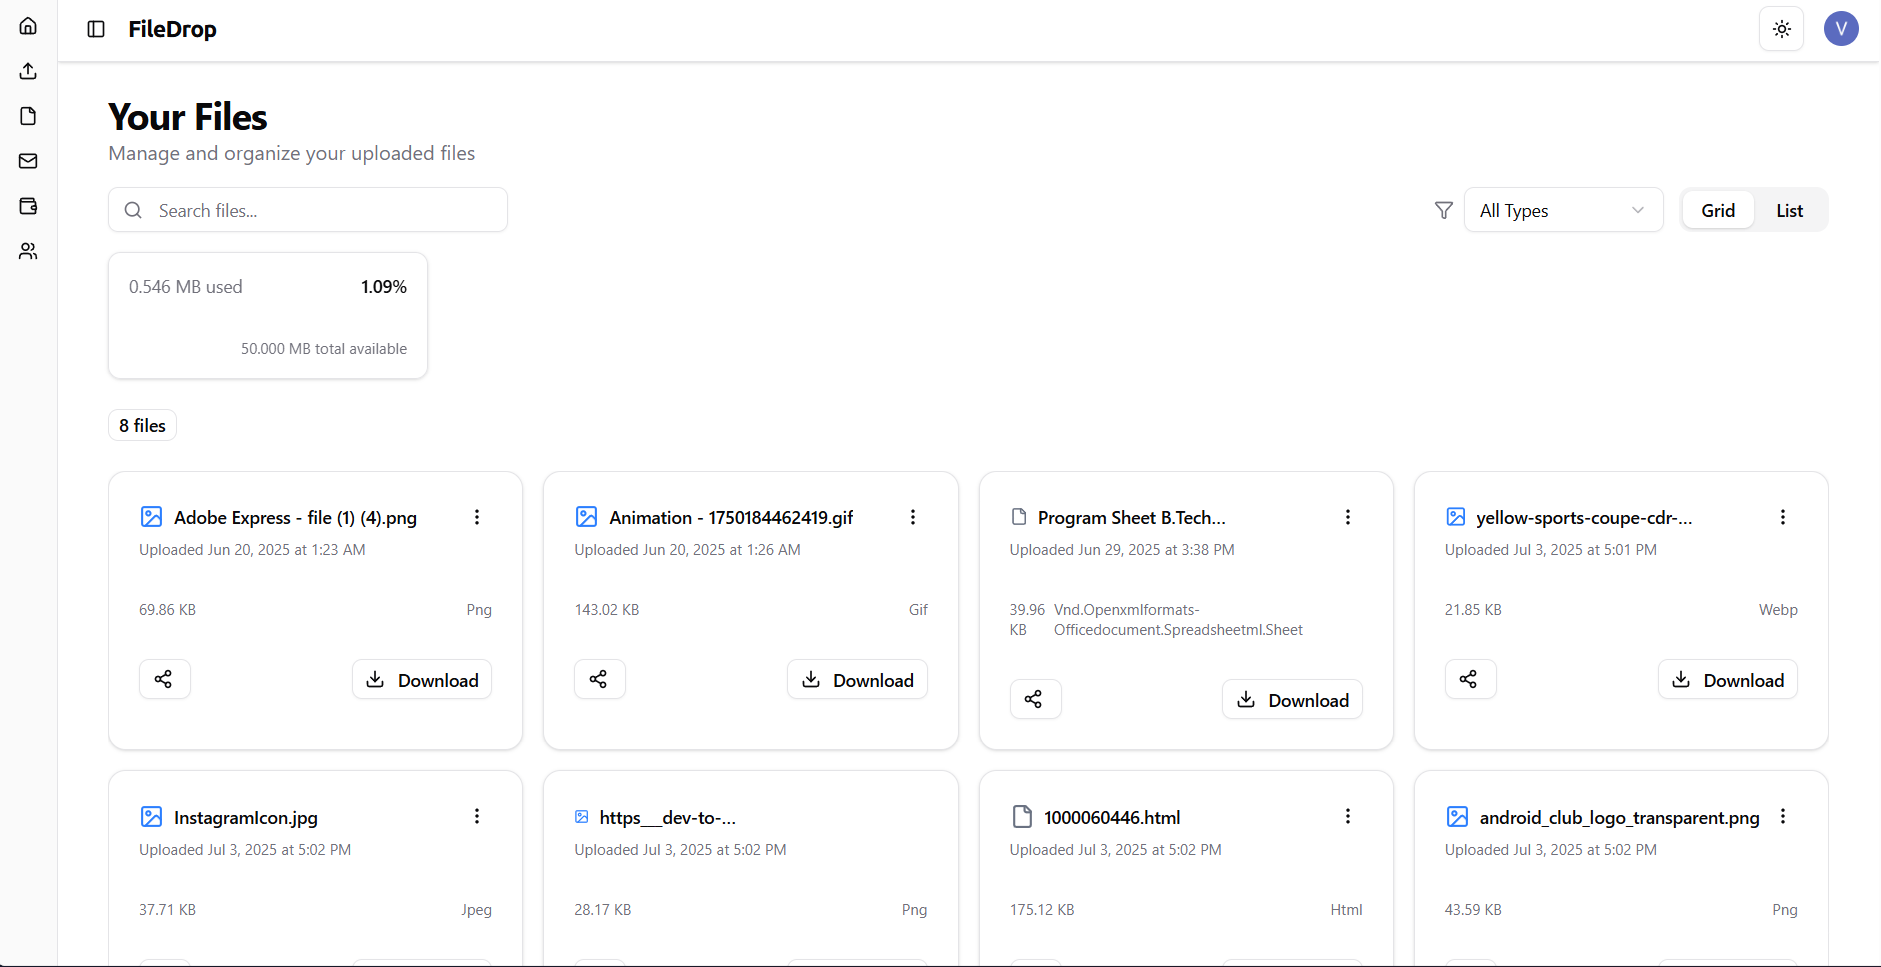 FileDrop
V
Your Files
Manage and organize your uploaded files
Search files...
All Types
Grid List
0.546 MB used 1.09%
50.000 MB total available
8 files
Adobe Express - file (1) (4).png
Uploaded Jun 20, 2025 at 1:23 AM
69.86 KB Png
Download
Animation - 1750184462419.gif
Uploaded Jun 20, 2025 at 1:26 AM
143.02 KB Gif
Download
Program Sheet B.Tech...
Uploaded Jun 29, 2025 at 3:38 PM
39.96 Vnd.Openxmlformats-
KB Officedocument.Spreadsheetml.Sheet
Download
yellow-sports-coupe-cdr-...
Uploaded Jul 3, 2025 at 5:01 PM
21.85 KB Webp
Download
InstagramIcon.jpg
Uploaded Jul 3, 2025 at 5:02 PM
37.71 KB Jpeg
https___dev-to-...
Uploaded Jul 3, 2025 at 5:02 PM
28.17 KB Png
1000060446.html
Uploaded Jul 3, 2025 at 5:02 PM
175.12 KB Html
android_club_logo_transparent.png
Uploaded Jul 3, 2025 at 5:02 PM
43.59 KB Png